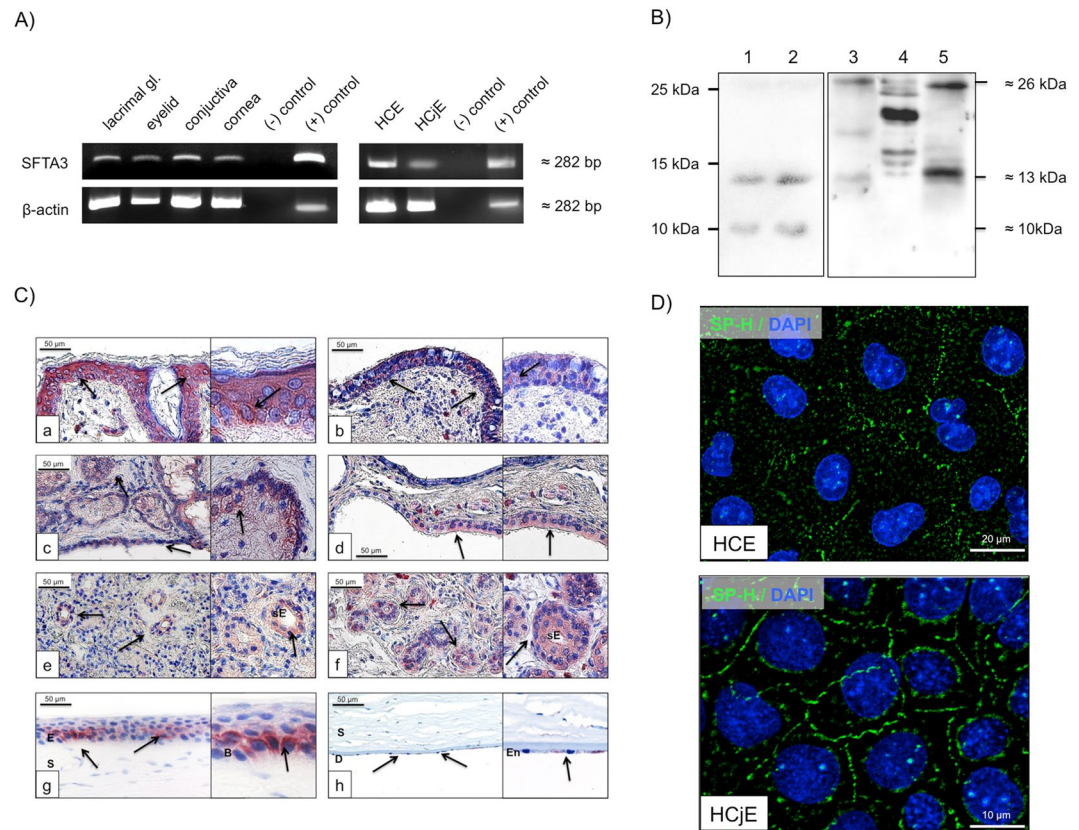 A)
lacrimal gl.
eyelid
conjuctiva
cornea
(-) control
(+) control
HCE
HCjE
(-) control
(+) control
SFTA3
≈ 282 bp
β-actin
≈ 282 bp
B)
1 2 3 4 5
25 kDa
≈ 26 kDa
15 kDa
≈ 13 kDa
10 kDa
≈ 10kDa
C)
50 µm
a
50 µm
b
c
50 µm
d
50 µm
50 µm
e
sE
50 µm
f
sE
50 µm
E
S
g
B
50 µm
S
D
h
En
D)
SP-H / DAPI
HCE
20 µm
SP-H / DAPI
HCjE
10 µm